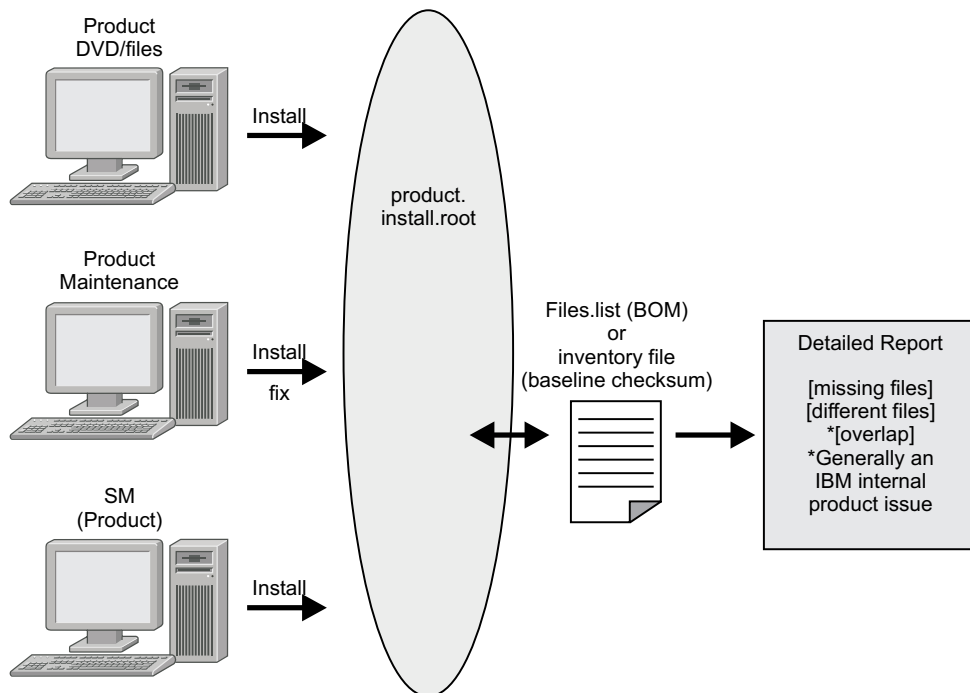 Product
DVD/files
Install
product.
install.root
Product
Maintenance
Install
fix
Files.list (BOM)
or
inventory file
(baseline checksum)
Detailed Report
[missing files]
[different files]
*[overlap]
*Generally an
IBM internal
product issue
SM
(Product)
Install